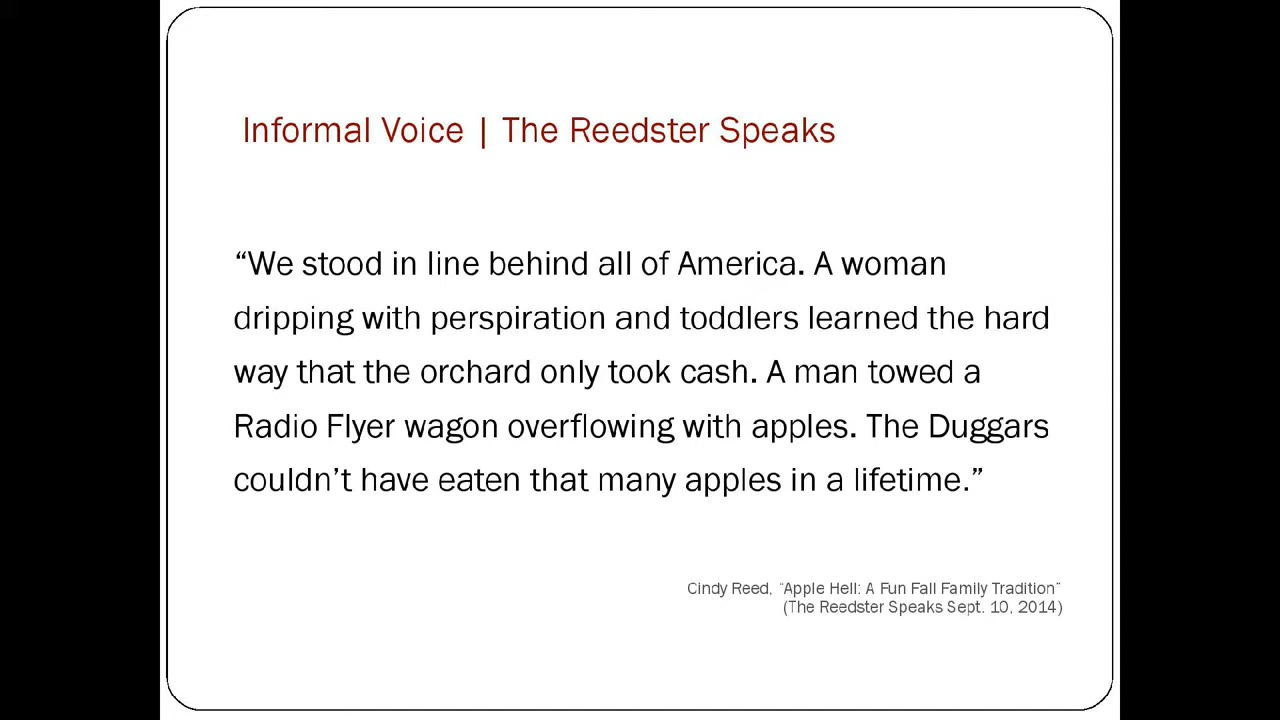 Informal Voice | The Reedster Speaks
“We stood in line behind all of America. A woman
dripping with perspiration and toddlers learned the hard
way that the orchard only took cash. A man towed a
Radio Flyer wagon overflowing with apples. The Duggars
couldn’t have eaten that many apples in a lifetime.”
Cindy Reed, “Apple Hell: A Fun Fall Family Tradition”
(The Reedster Speaks Sept. 10, 2014)